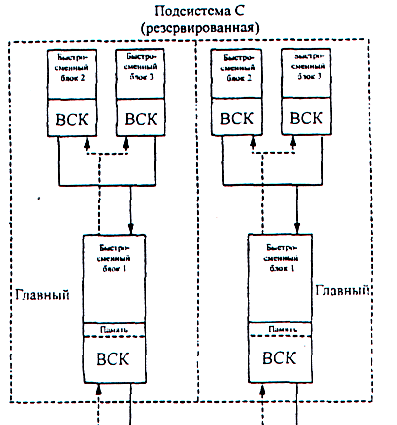 Подсистема С
(резервированная)
Быстро-
сменный
блок 2
ВСК
Быстро-
сменный
блок 3
ВСК
Быстро-
сменный
блок 2
ВСК
Быстро-
сменный
блок 3
ВСК
Быстро-
сменный
блок 1
Главный
Память
ВСК
Быстро-
сменный
блок 1
Главный
Память
ВСК